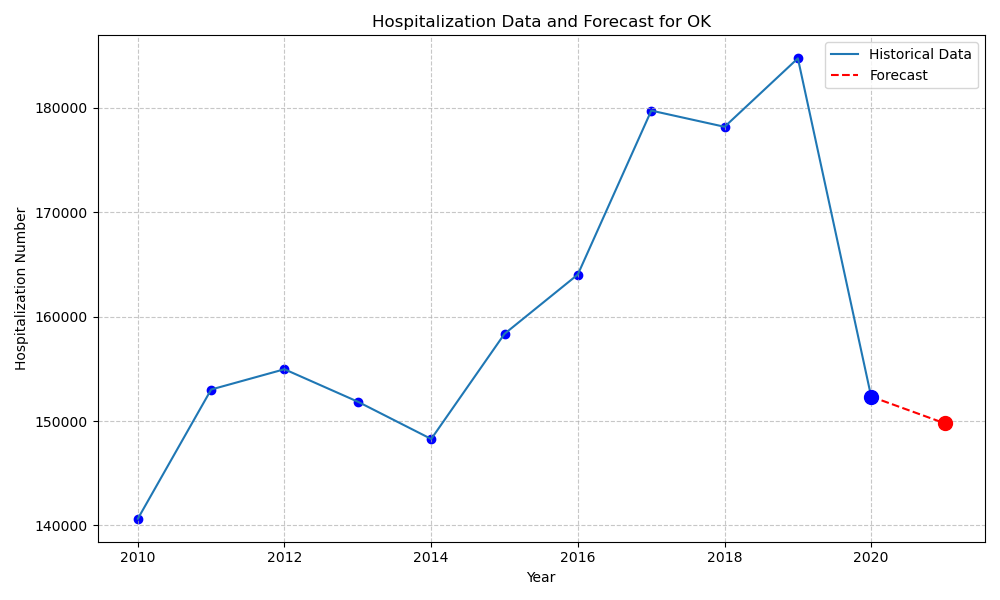 Hospitalization Data and Forecast for OK
Historical Data
Forecast
Hospitalization Number
180000
170000
160000
150000
140000
2010
2012
2014
2016
2018
2020
Year